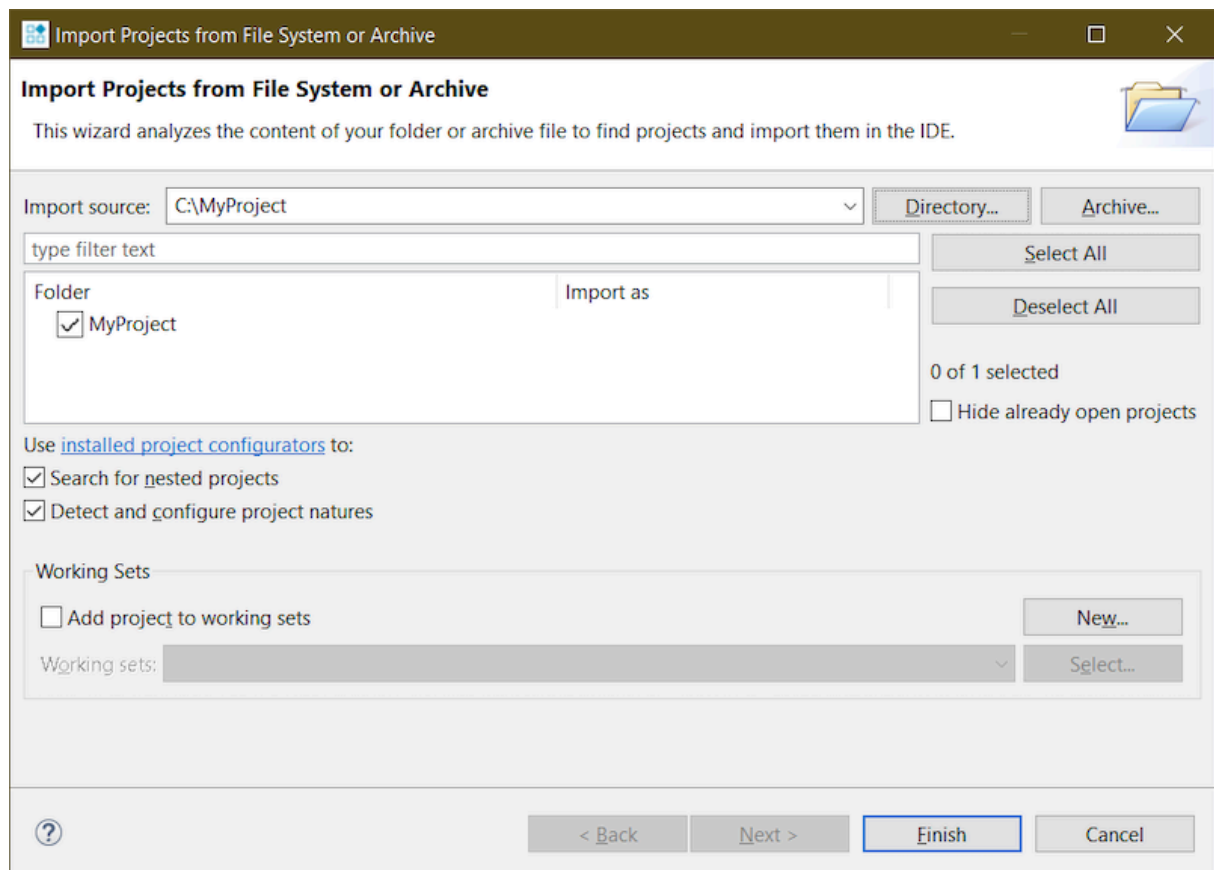 Import Projects from File System or Archive
Import Projects from File System or Archive
This wizard analyzes the content of your folder or archive file to find projects and import them in the IDE.
Import source: C:\MyProject Directory... Archive...
type filter text Select All
Folder Import as
Deselect All
MyProject
0 of 1 selected
Hide already open projects
Use installed project configurators to:
Search for nested projects
Detect and configure project natures
Working Sets
Add project to working sets New...
Working sets: Select...
? < Back Next > Finish Cancel